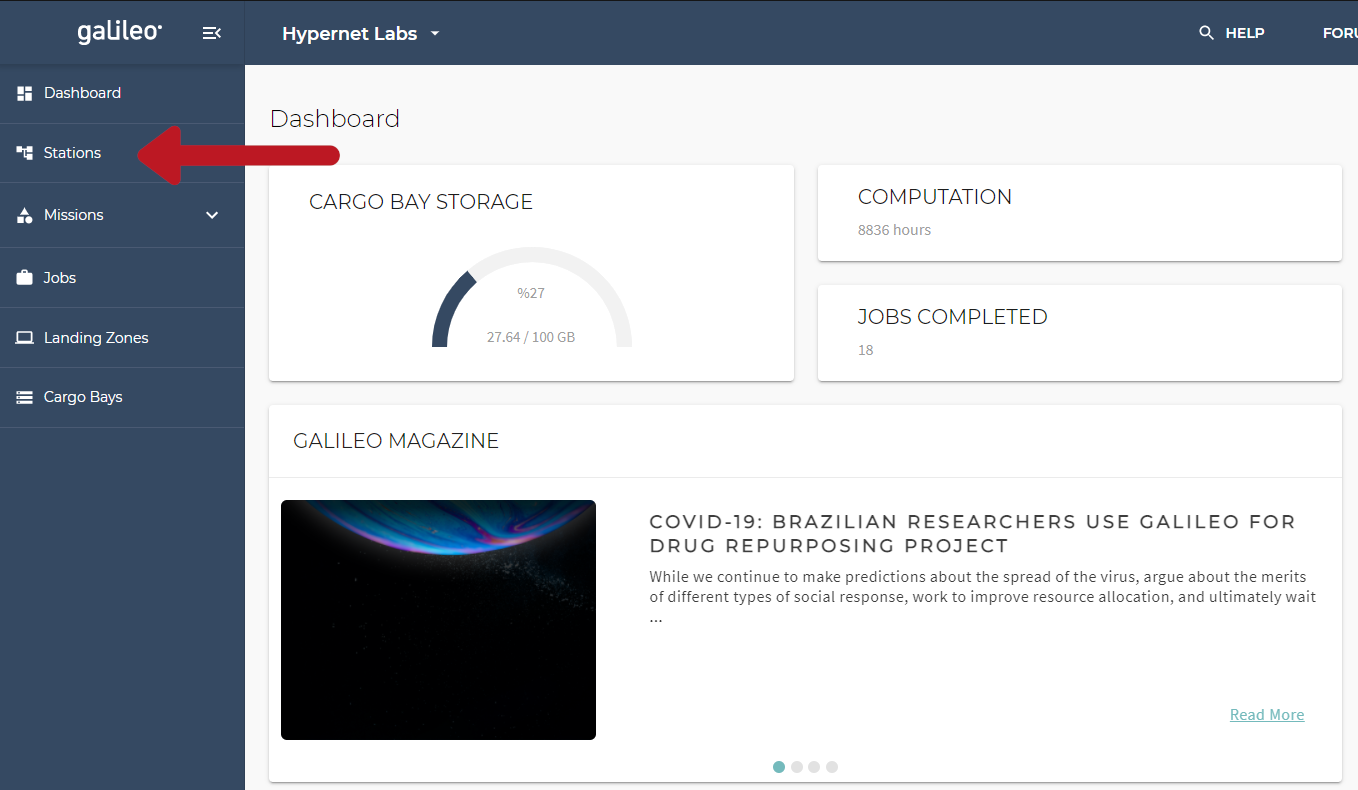 galileo
Hypernet Labs
HELP
FORU
Dashboard
Stations
Missions
Jobs
Landing Zones
Cargo Bays
Dashboard
CARGO BAY STORAGE
%27
27.64 / 100 GB
COMPUTATION
8836 hours
JOBS COMPLETED
18
GALILEO MAGAZINE
COVID-19: BRAZILIAN RESEARCHERS USE GALILEO FOR
DRUG REPURPOSING PROJECT
While we continue to make predictions about the spread of the virus, argue about the merits
of different types of social response, work to improve resource allocation, and ultimately wait
...
Read More